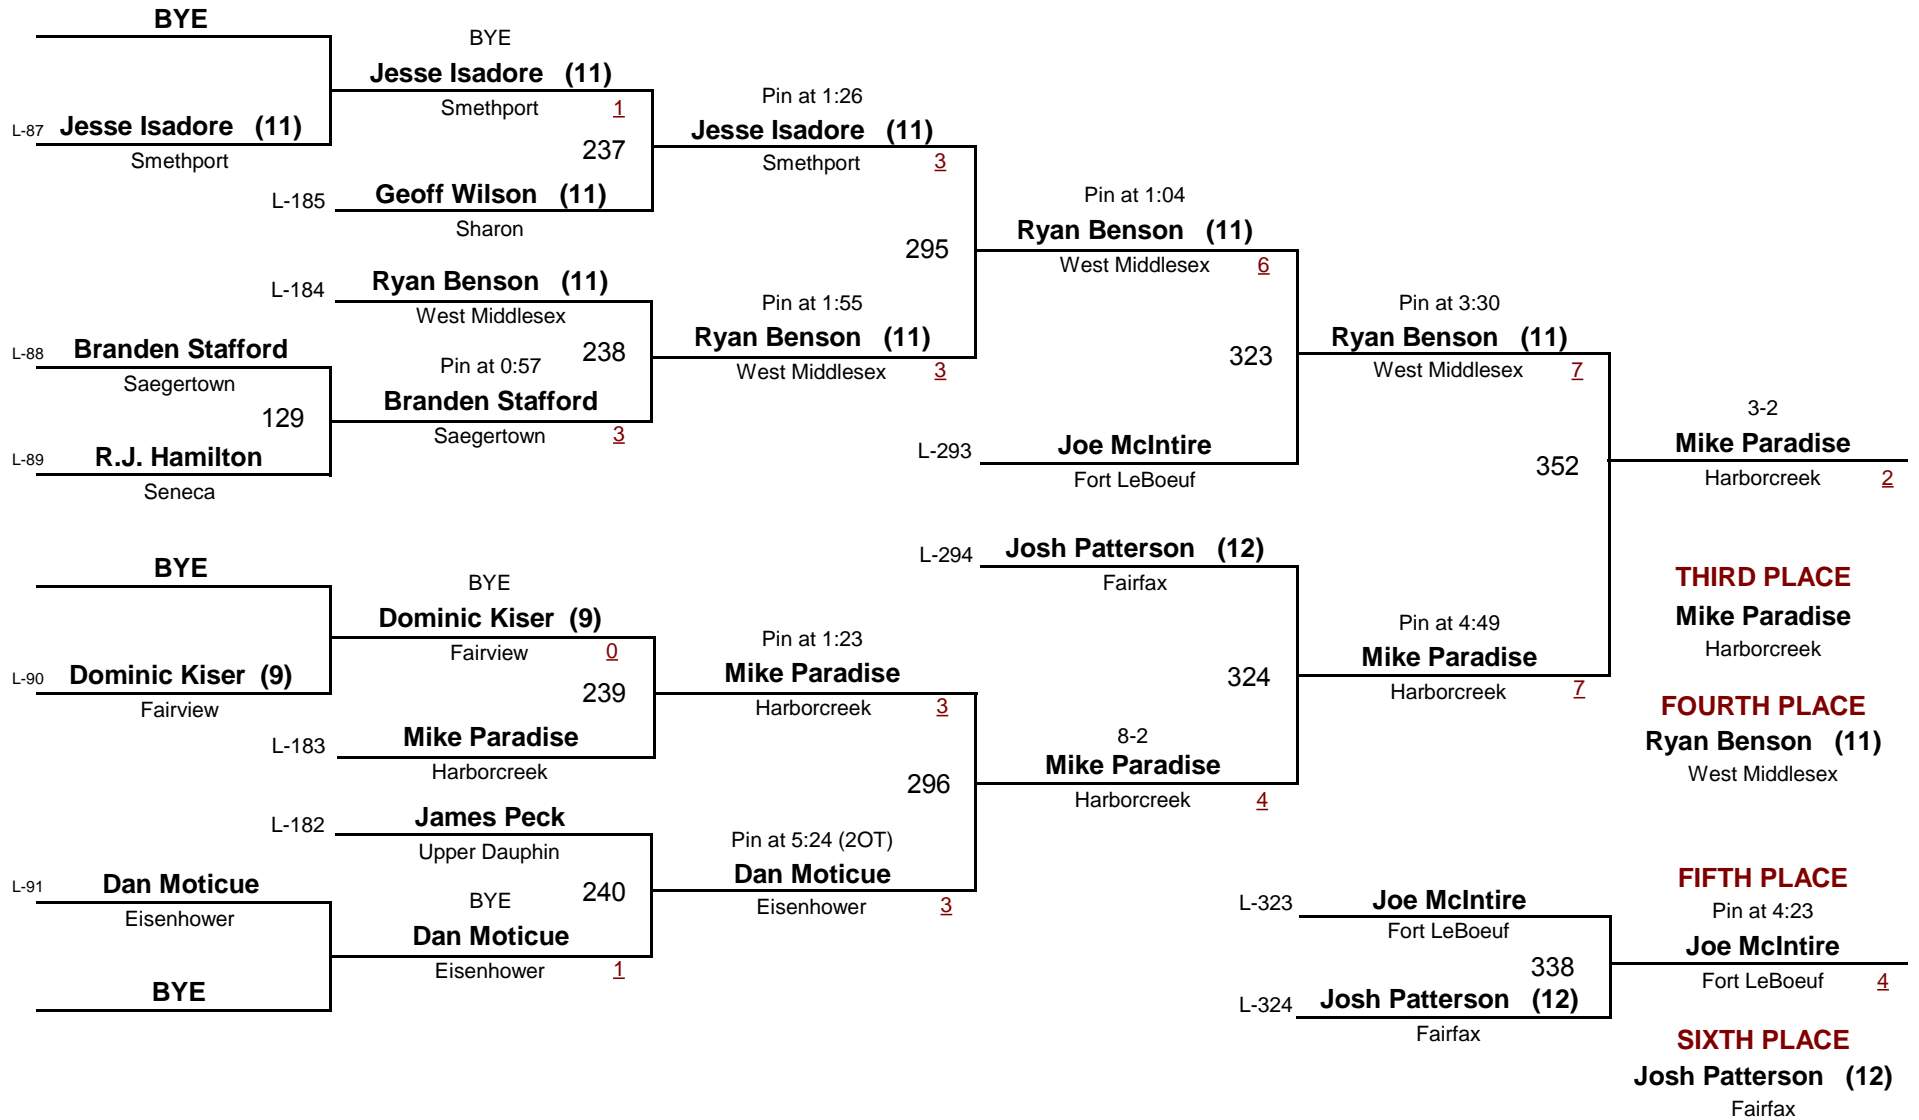 BYE
L-87 Jesse Isadore (11)
Smethport
BYE
Jesse Isadore (11)
Smethport 1
237
L-185 Geoff Wilson (11)
Sharon
Pin at 1:26
Jesse Isadore (11)
Smethport 3
L-184 Ryan Benson (11)
West Middlesex
L-88 Branden Stafford
Saegertown
129
L-89 R.J. Hamilton
Seneca
Pin at 0:57
Branden Stafford
Saegertown 3
238
Pin at 1:55
Ryan Benson (11)
West Middlesex 3
295
Pin at 1:04
Ryan Benson (11)
West Middlesex 6
323
L-293 Joe McIntire
Fort LeBoeuf
Pin at 3:30
Ryan Benson (11)
West Middlesex 7
352
3-2
Mike Paradise
Harborcreek 2
BYE
L-90 Dominic Kiser (9)
Fairview
BYE
Dominic Kiser (9)
Fairview 0
239
L-183 Mike Paradise
Harborcreek
Pin at 1:23
Mike Paradise
Harborcreek 3
L-182 James Peck
Upper Dauphin
L-91 Dan Moticue
Eisenhower
BYE
BYE
Dan Moticue
Eisenhower 1
240
Pin at 5:24 (2OT)
Dan Moticue
Eisenhower 3
296
L-294 Josh Patterson (12)
Fairfax
324
8-2
Mike Paradise
Harborcreek 4
Pin at 4:49
Mike Paradise
Harborcreek 7
THIRD PLACE
Mike Paradise
Harborcreek
FOURTH PLACE
Ryan Benson (11)
West Middlesex
L-323 Joe McIntire
Fort LeBoeuf
338
L-324 Josh Patterson (12)
Fairfax
FIFTH PLACE
Pin at 4:23
Joe McIntire
Fort LeBoeuf 4
SIXTH PLACE
Josh Patterson (12)
Fairfax